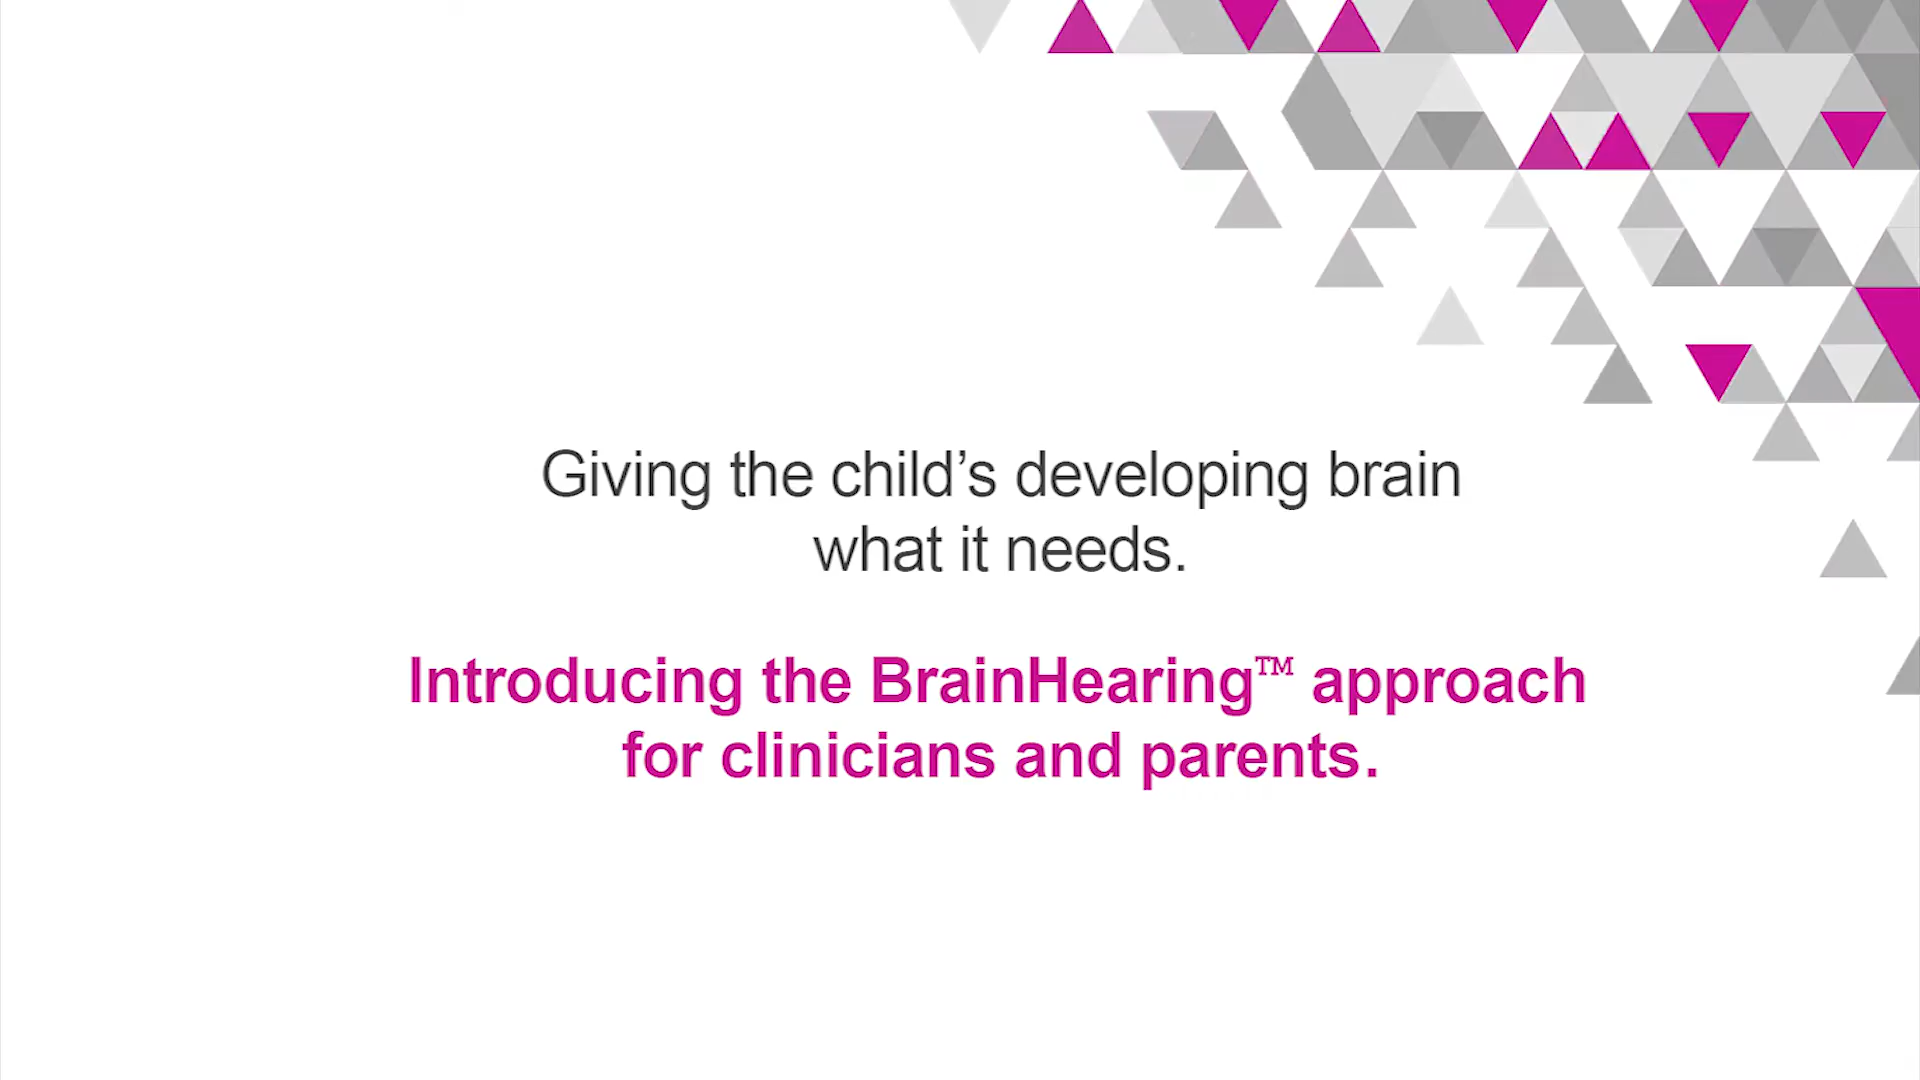 Giving the child’s developing brain
what it needs.
Introducing the BrainHearing™ approach
for clinicians and parents.